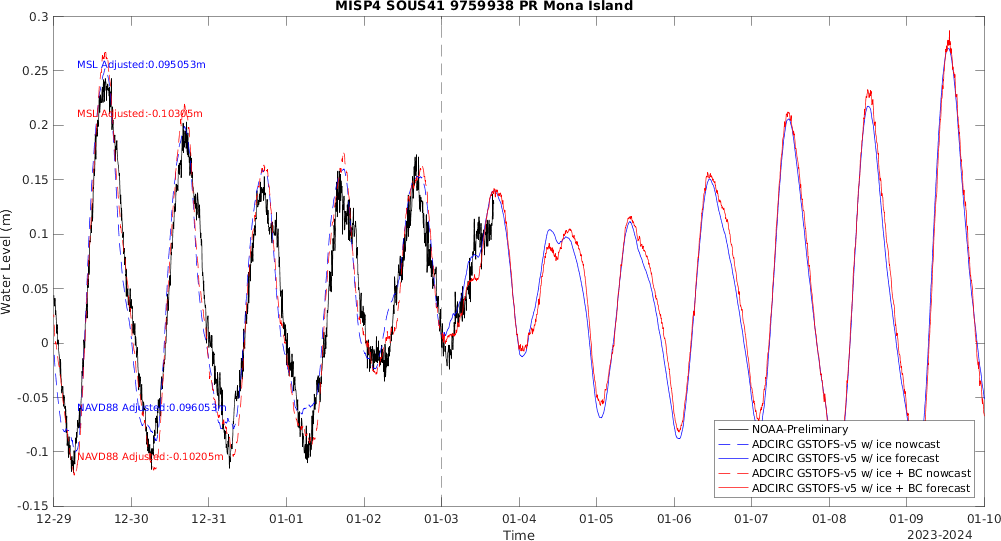 MISP4 SOUS41 9759938 PR Mona Island
0.3
0.25
0.2
0.15
0.1
0.05
0
-0.05
-0.1
-0.15
Water Level (m)
MSL Adjusted:0.095053m
MSL Adjusted:-0.10305m
NAVD88 Adjusted:0.096053m
NAVD88 Adjusted:-0.10205m
NOAA-Preliminary
ADCIRC GSTOFS-v5 w/ ice nowcast
ADCIRC GSTOFS-v5 w/ ice forecast
ADCIRC GSTOFS-v5 w/ ice + BC nowcast
ADCIRC GSTOFS-v5 w/ ice + BC forecast
12-29 12-30 12-31 01-01 01-02 01-03 01-04 01-05 01-06 01-07 01-08 01-09 01-10
Time
2023-2024